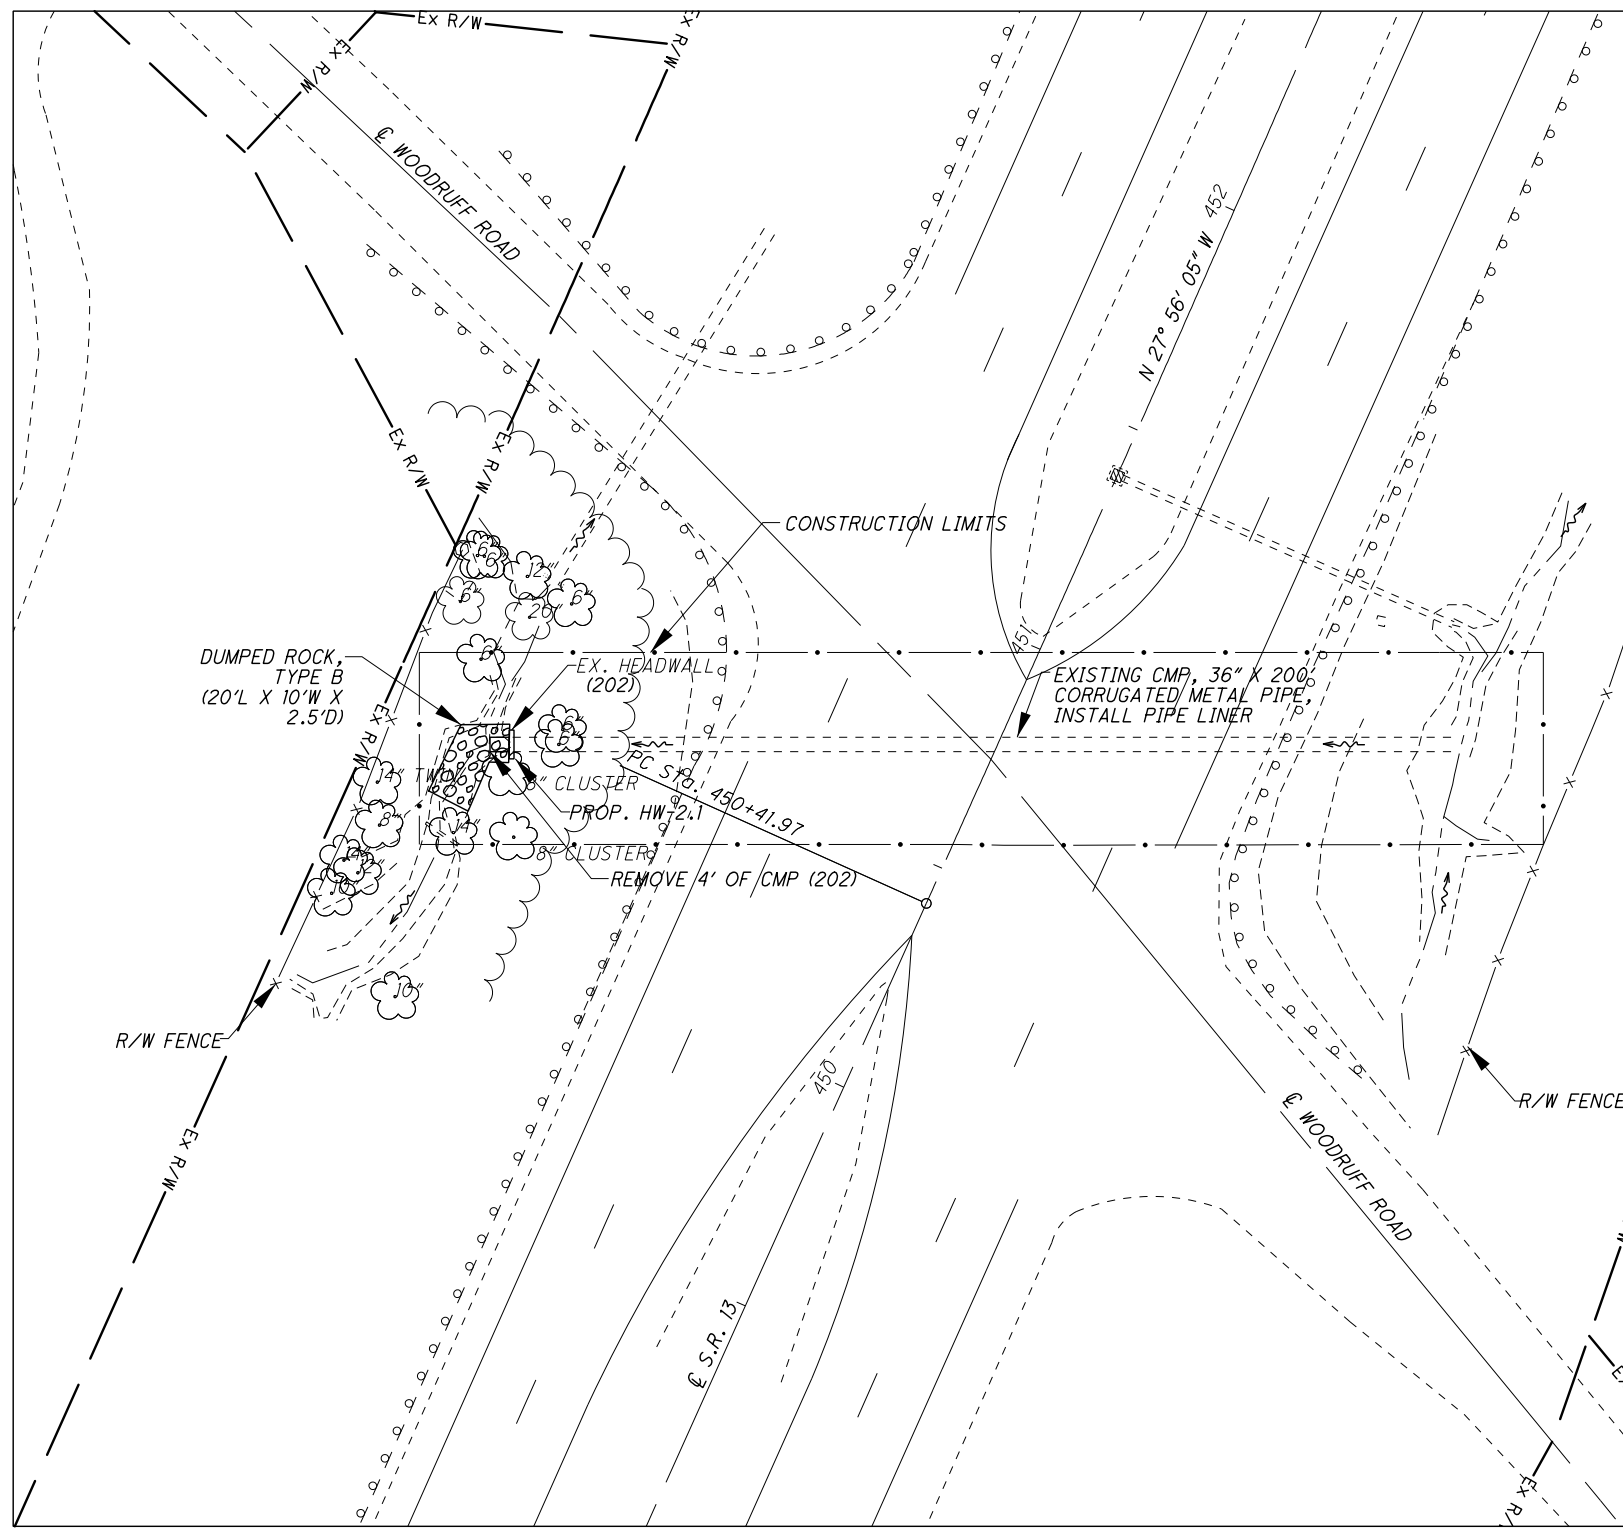 Ex R/W
Ex R/W
Ex R/W
℄ WOODRUFF ROAD
N 27° 56' 05" W
452
Ex R/W
Ex R/W
CONSTRUCTION LIMITS
6"
12"
6"
6"
20"
6"
451
DUMPED ROCK,
TYPE B
(20'L X 10'W X
2.5'D)
EX. HEADWALL
(202)
EXISTING CMP, 36" X 200'
CORRUGATED METAL PIPE,
INSTALL PIPE LINER
Ex R/W
6"
14" TWIN
8" CLUSTER
PC Sta. 450+41.97
PROP. HW-2.1
8"
14"
8" CLUSTER
REMOVE 4' OF CMP (202)
10"
R/W FENCE
450
R/W FENCE
℄ WOODRUFF ROAD
Ex R/W
℄ S.R. 13
Ex R/